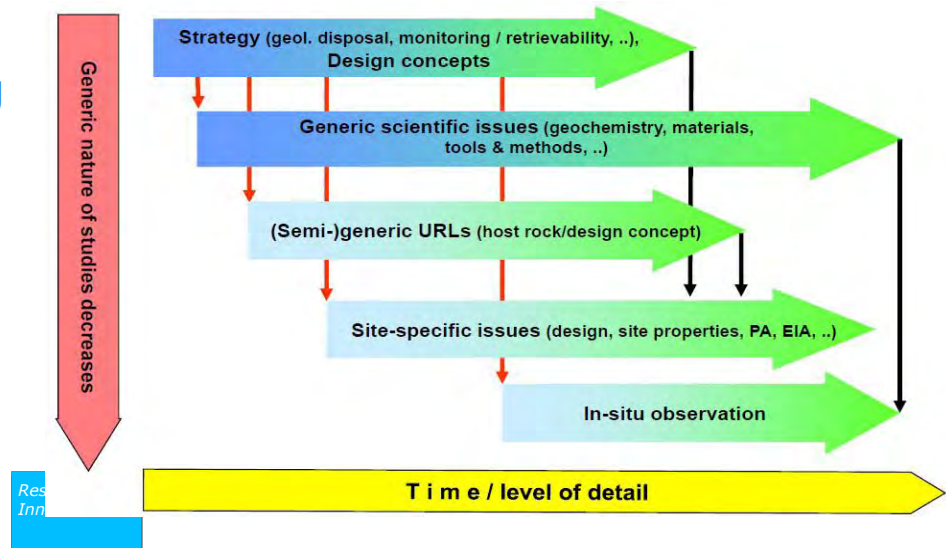 Strategy (geol. disposal, monitoring / retrievability, ..),
Design concepts
Generic scientific issues (geochemistry, materials,
tools & methods, ..)
(Semi-)generic URLs (host rock/design concept)
Site-specific issues (design, site properties, PA, EIA, ..)
In-situ observation
Generic nature of studies decreases
T i m e / level of detail
Res
Inn